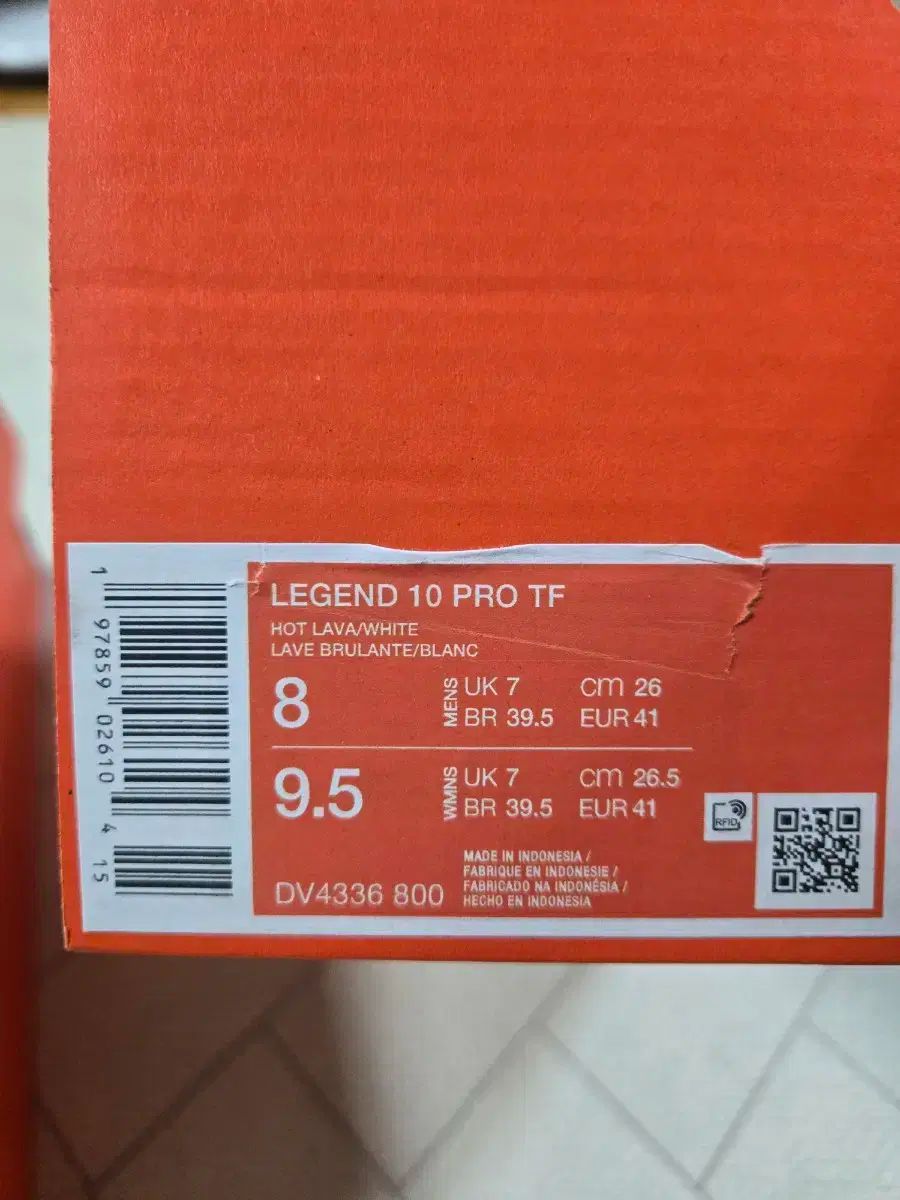 1 97859 02610 4 15
LEGEND 10 PRO TF
HOT LAVA/WHITE
LAVE BRULANTE/BLANC
8 MENS UK 7 cm 26
BR 39.5 EUR 41
9.5 WMNS UK 7 cm 26.5
BR 39.5 EUR 41
RFID
DV4336 800
MADE IN INDONESIA /
FABRIQUE EN INDONESIE /
FABRICADO NA INDONÉSIA /
HECHO EN INDONESIA